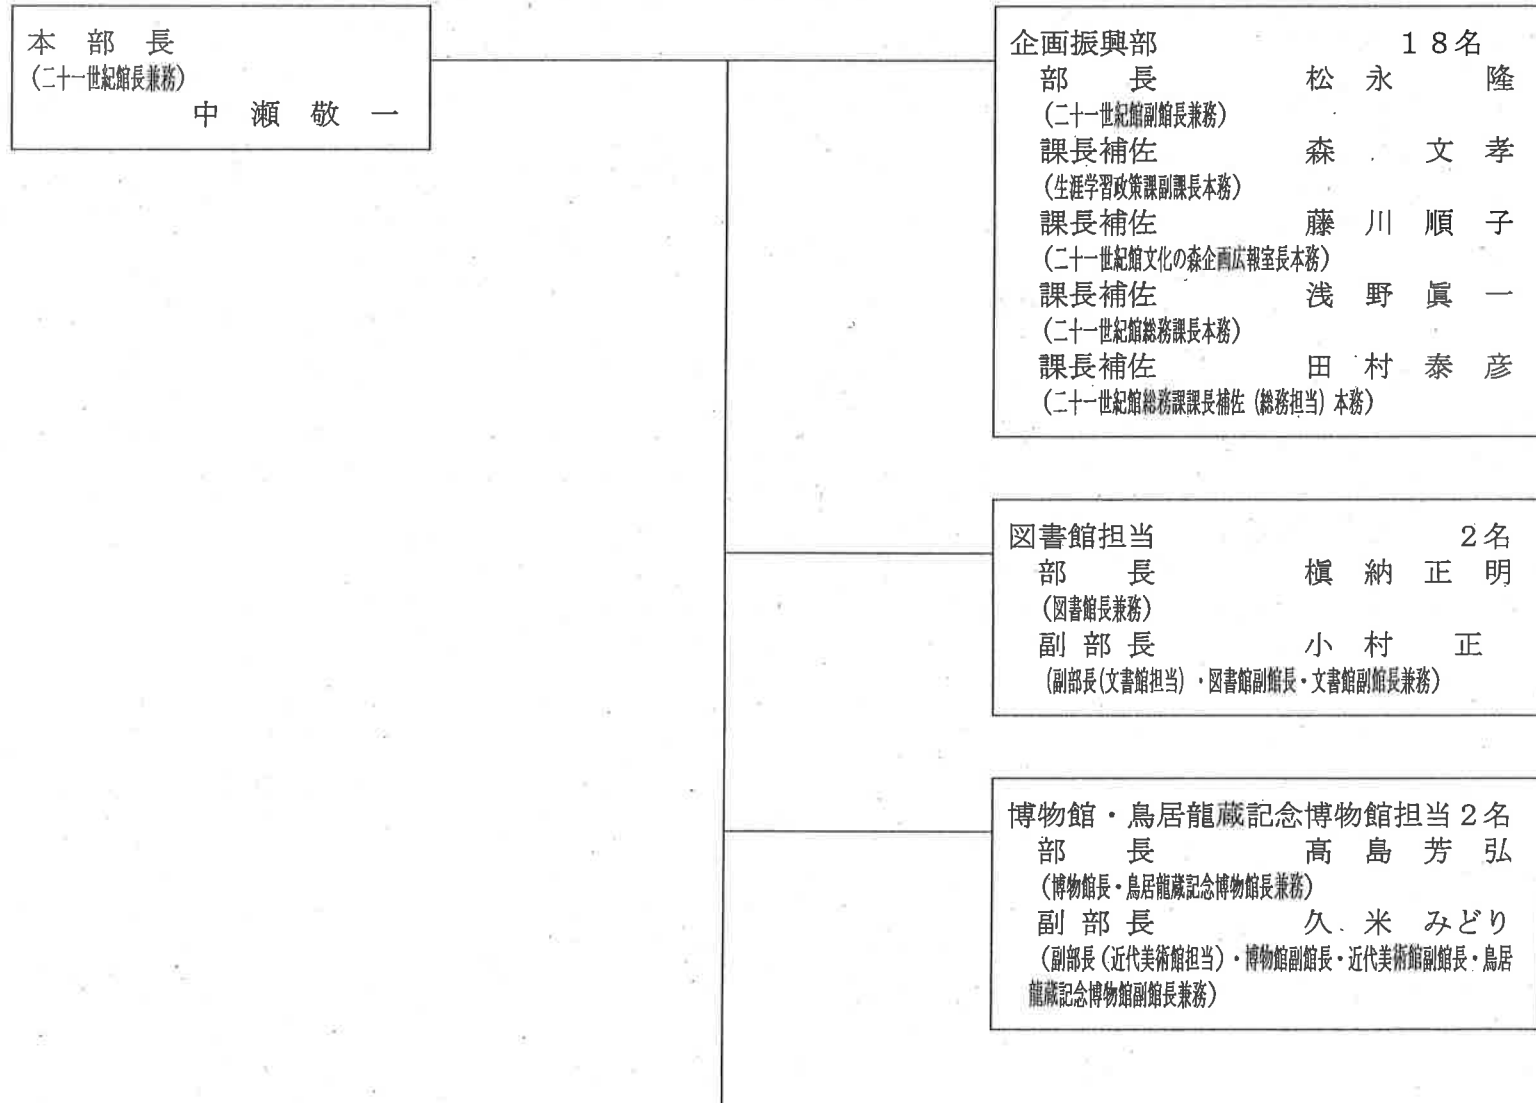 本部長
(二十一世紀館長兼務)
中瀬敬一
企画振興部 18名
部長 松永隆
(二十一世紀館副館長兼務)
課長補佐 森文孝
(生涯学習政策課副課長本務)
課長補佐 藤川順子
(二十一世紀館文化の森企画広報室長本務)
課長補佐 浅野眞一
(二十一世紀館総務課長本務)
課長補佐 田村泰彦
(二十一世紀館総務課課長補佐(総務担当)本務)
図書館担当 2名
部長 槇納正明
(図書館長兼務)
副部長 小村正
(副部長(文書館担当)・図書館副館長・文書館副館長兼務)
博物館・鳥居龍蔵記念博物館担当2名
部長 髙島芳弘
(博物館長・鳥居龍蔵記念博物館長兼務)
副部長 久米みどり
(副部長(近代美術館担当)・博物館副館長・近代美術館副館長・鳥居
龍蔵記念博物館副館長兼務)